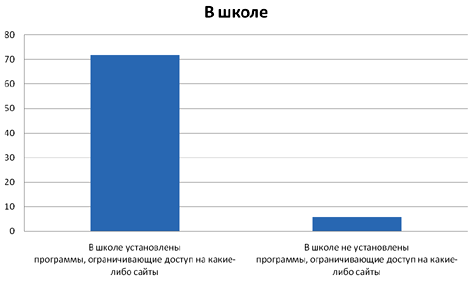 В школе
80
70
60
50
40
30
20
10
0
В школе установлены
программы, ограничивающие доступ на какие-
либо сайты
В школе не установлены
программы, ограничивающие доступ на какие-
либо сайты